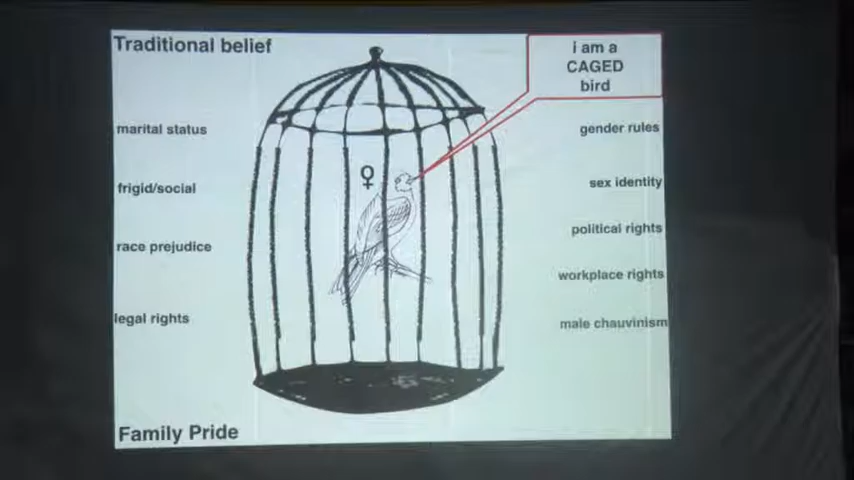 Traditional belief
i am a
CAGED
bird
marital status
gender rules
frigid/social
sex identity
race prejudice
political rights
workplace rights
legal rights
male chauvinism
Family Pride